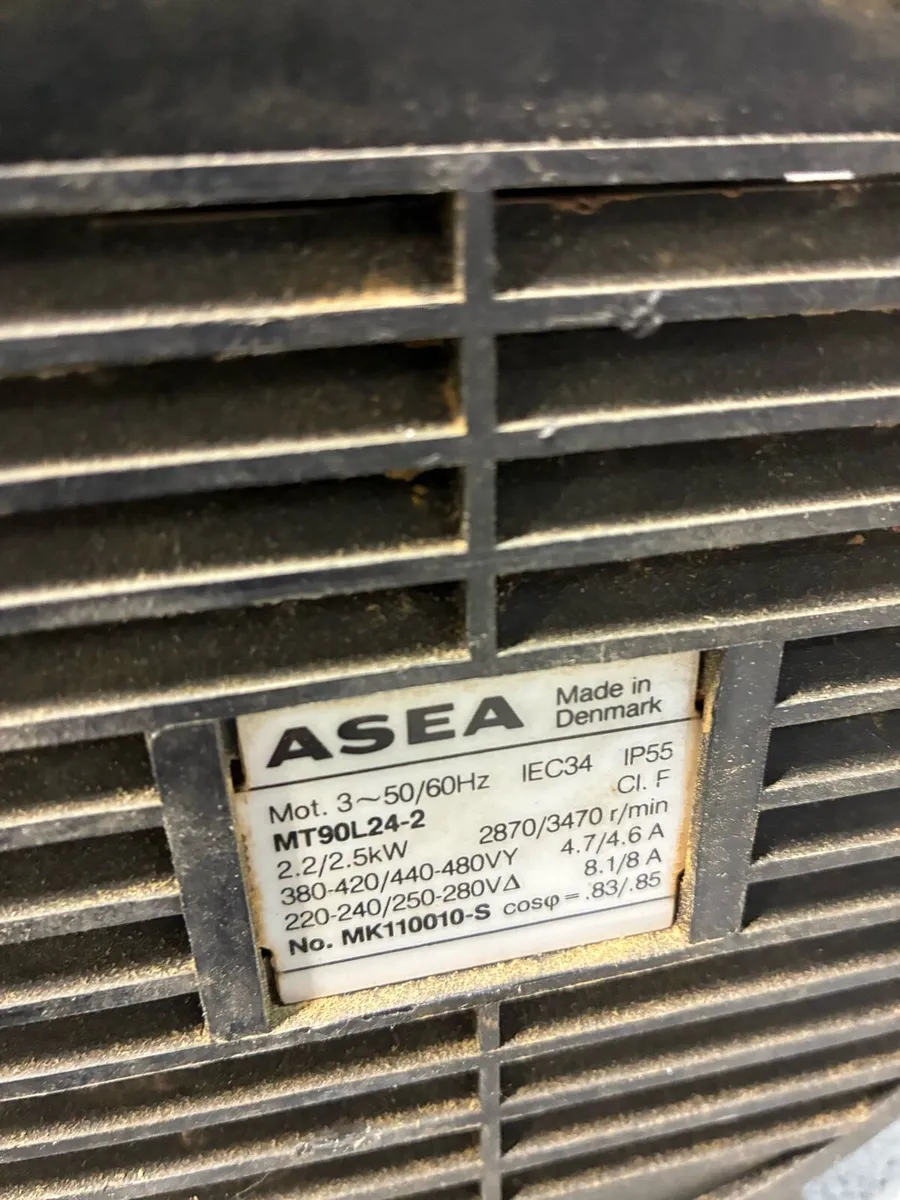 ASEA Made in Denmark
Mot. 3~50/60Hz IEC34 IP55
MT90L24-2 Cl. F
2.2/2.5kW 2870/3470 r/min
380-420/440-480VY 4.7/4.6 A
220-240/250-280VΔ 8.1/8 A
No. MK110010-S cosφ = .83/.85